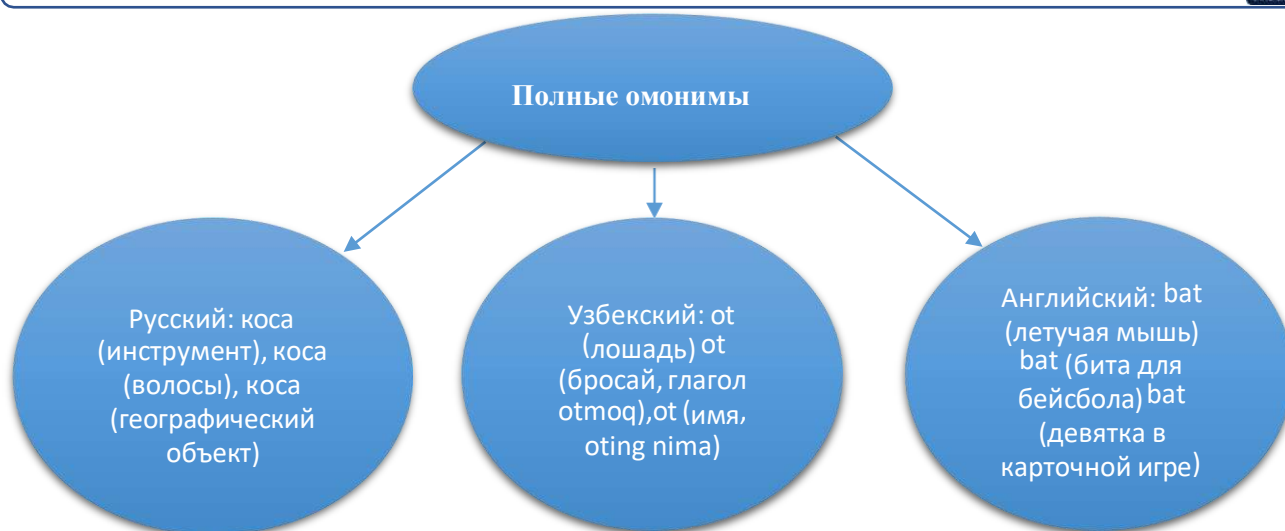 Полные омонимы
Русский: коса
(инструмент), коса
(волосы), коса
(географический
объект)
Узбекский: ot
(лошадь) ot
(бросай, глагол
otmoq),ot (имя,
oting nima)
Английский: bat
(летучая мышь)
bat (бита для
бейсбола) bat
(девятка в
карточной игре)